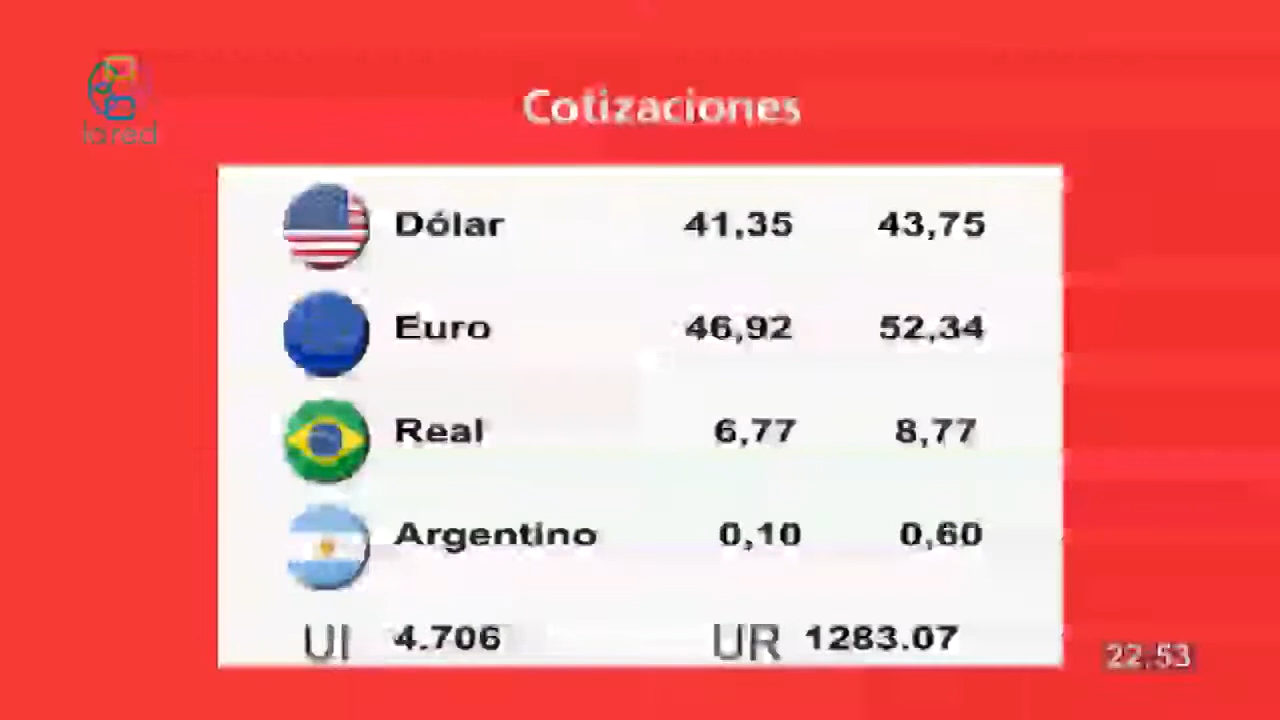 la red
Cotizaciones
Dólar 41,35 43,75
Euro 46,92 52,34
Real 6,77 8,77
Argentino 0,10 0,60
UI 4.706 UR 1283.07
22:53